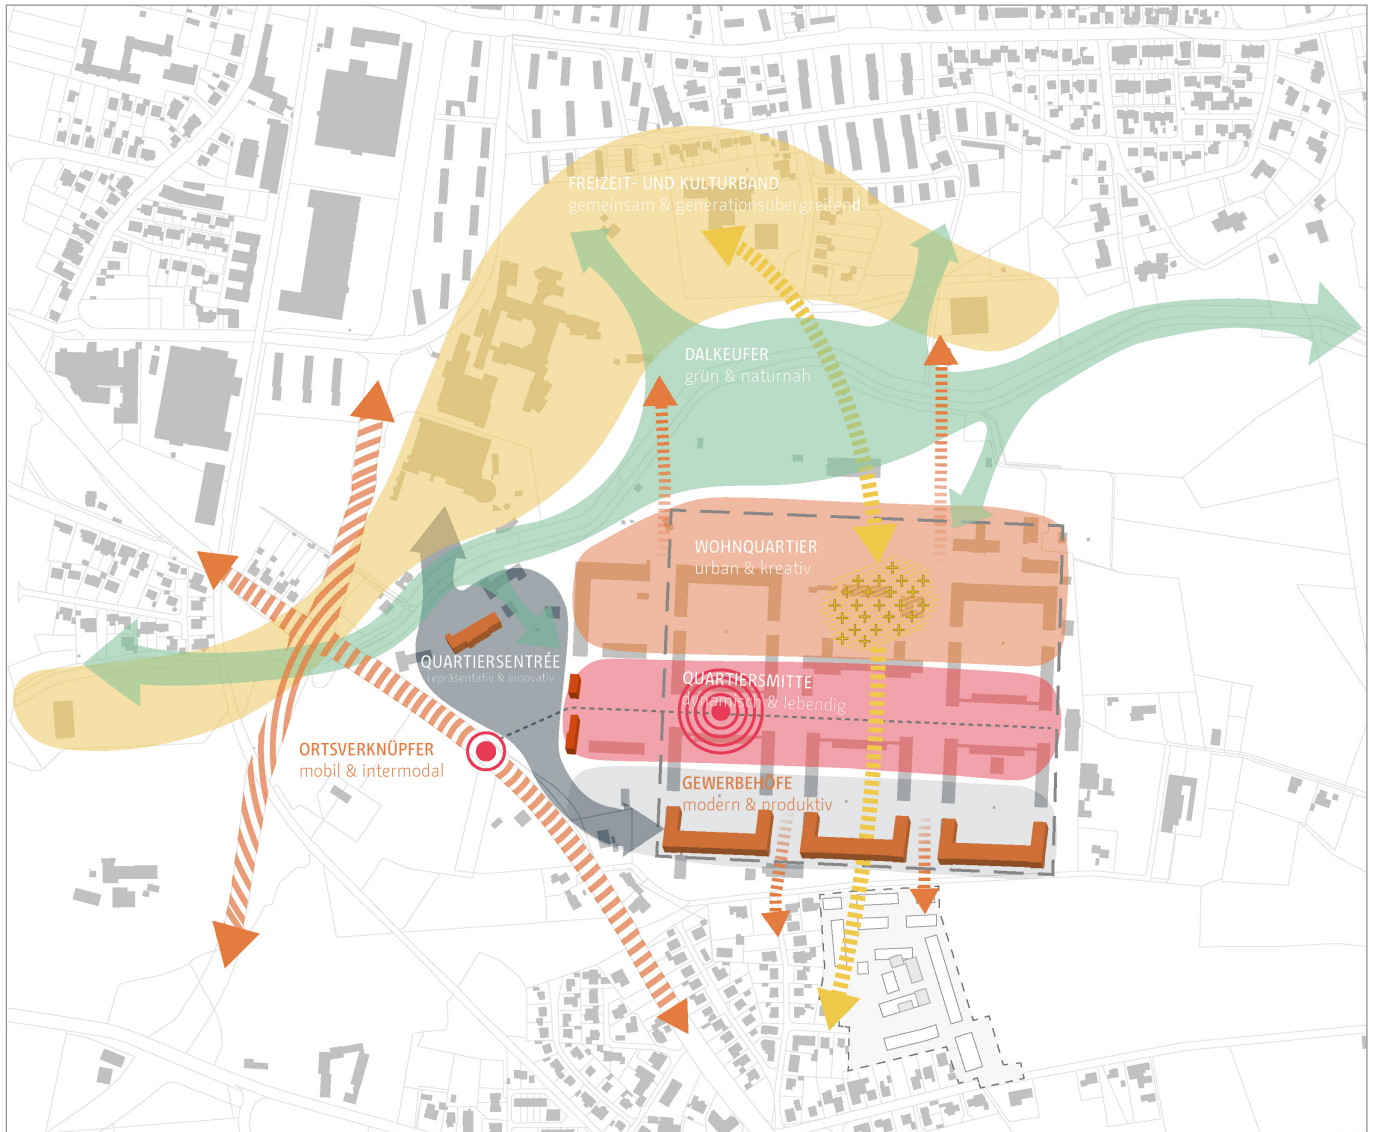 FREIZEIT- UND KULTURBAND
gemeinsam & generationsübergreifend
DALKEUFER
grün & naturnah
WOHNQUARTIER
urban & kreativ
QUARTIERSENTRÉE
repräsentativ & innovativ
QUARTIERSMITTE
dynamisch & lebendig
ORTSVERKNÜPFER
mobil & intermodal
GEWERBEHÖFE
modern & produktiv